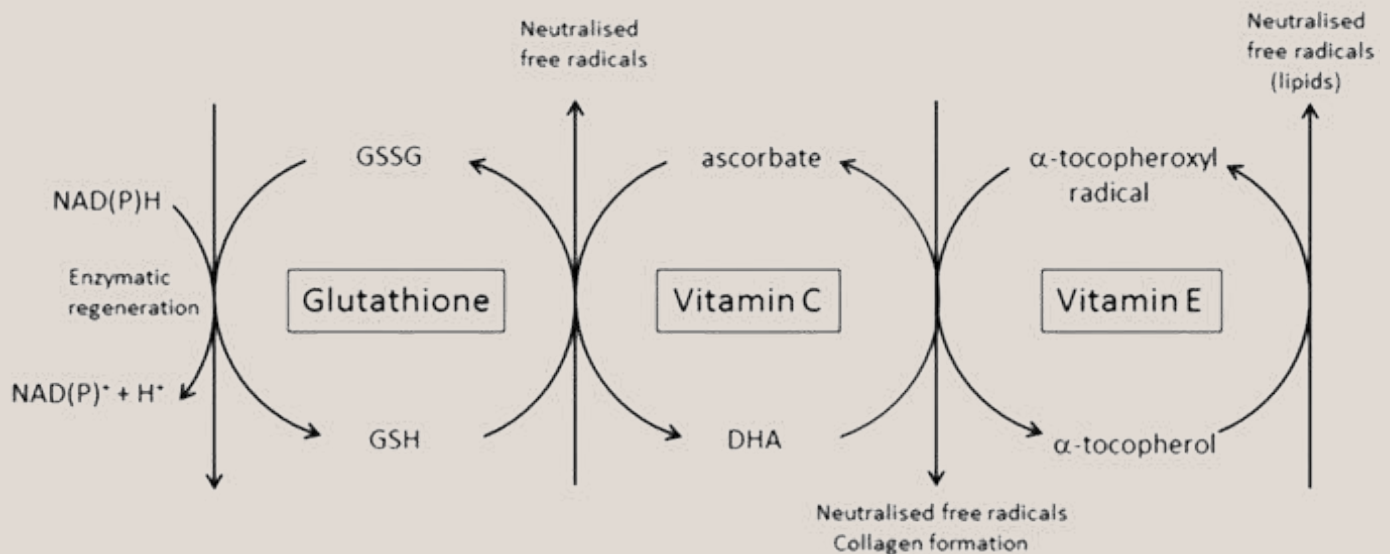 Neutralised
free radicals
Neutralised
free radicals
(lipids)
GSSG
ascorbate
α-tocopheroxyl
radical
NAD(P)H
Enzymatic
regeneration
Glutathione
Vitamin C
Vitamin E
NAD(P)⁺ + H⁺
GSH
DHA
α-tocopherol
Neutralised free radicals
Collagen formation